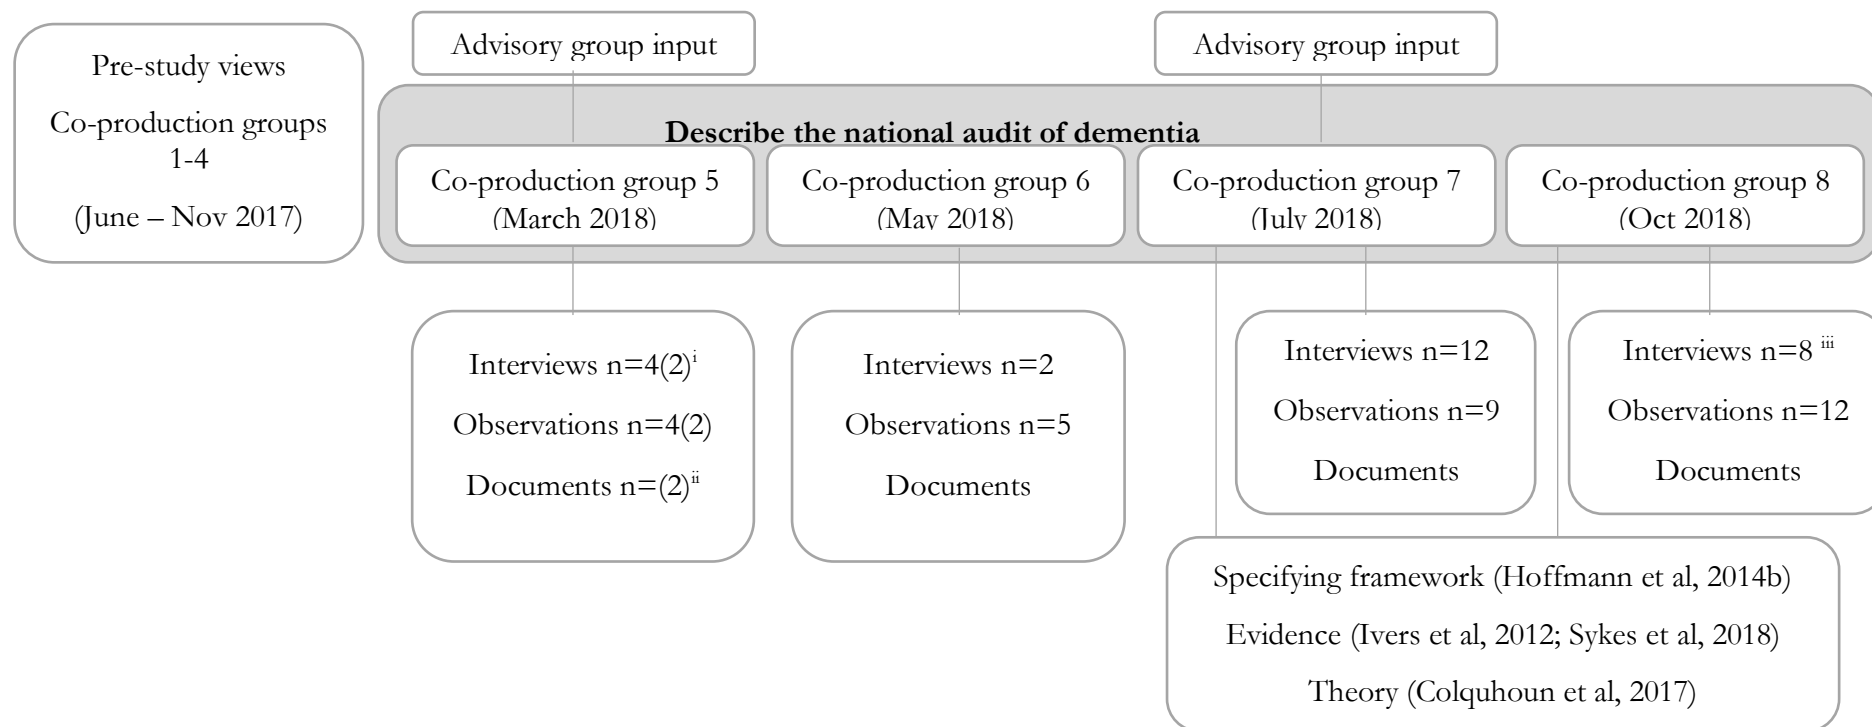 Pre-study views
Co-production groups
1-4
(June – Nov 2017)
Advisory group input
Advisory group input
Describe the national audit of dementia
Co-production group 5
(March 2018)
Co-production group 6
(May 2018)
Co-production group 7
(July 2018)
Co-production group 8
(Oct 2018)
Interviews n=4(2)ⁱ
Observations n=4(2)
Documents n=(2)ⁱⁱ
Interviews n=2
Observations n=5
Documents
Interviews n=12
Observations n=9
Documents
Interviews n=8 ⁱⁱⁱ
Observations n=12
Documents
Specifying framework (Hoffmann et al, 2014b)
Evidence (Ivers et al, 2012; Sykes et al, 2018)
Theory (Colquhoun et al, 2017)